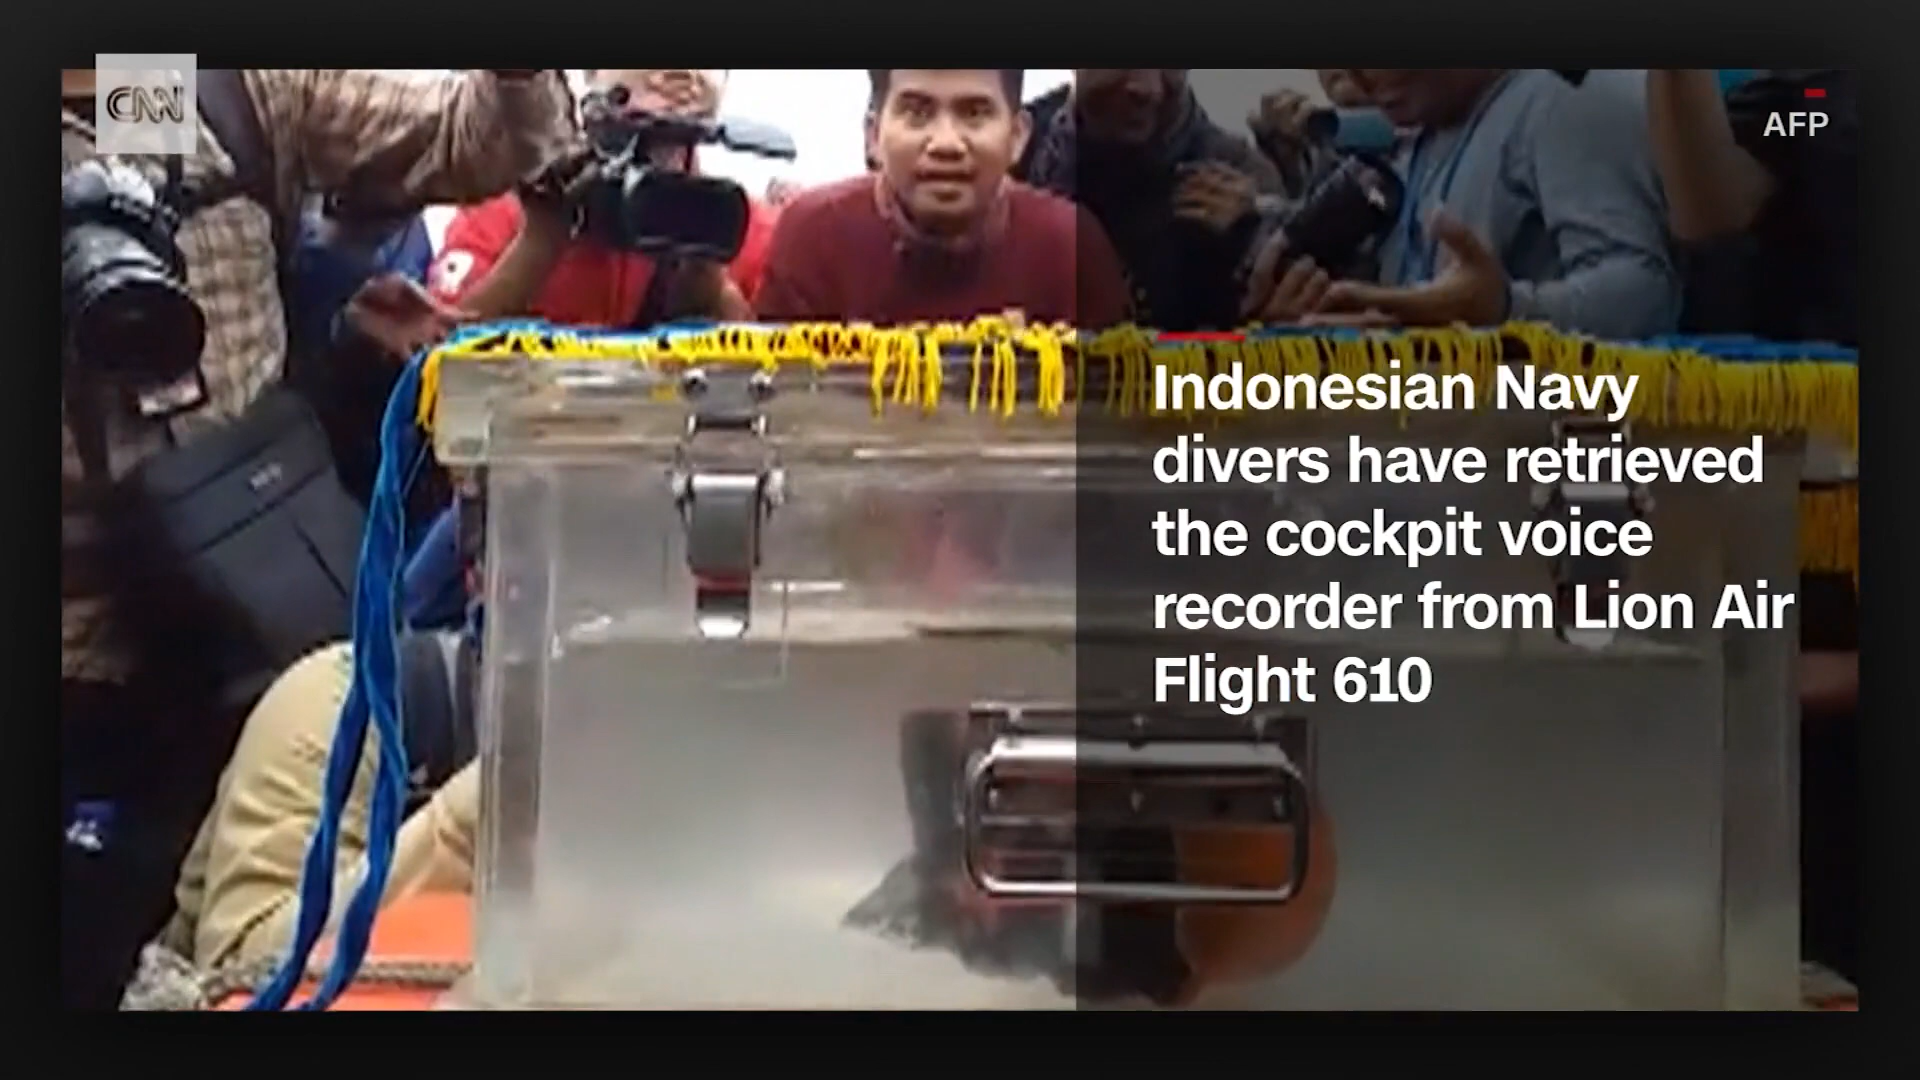 CNN
AFP
Indonesian Navy
divers have retrieved
the cockpit voice
recorder from Lion Air
Flight 610